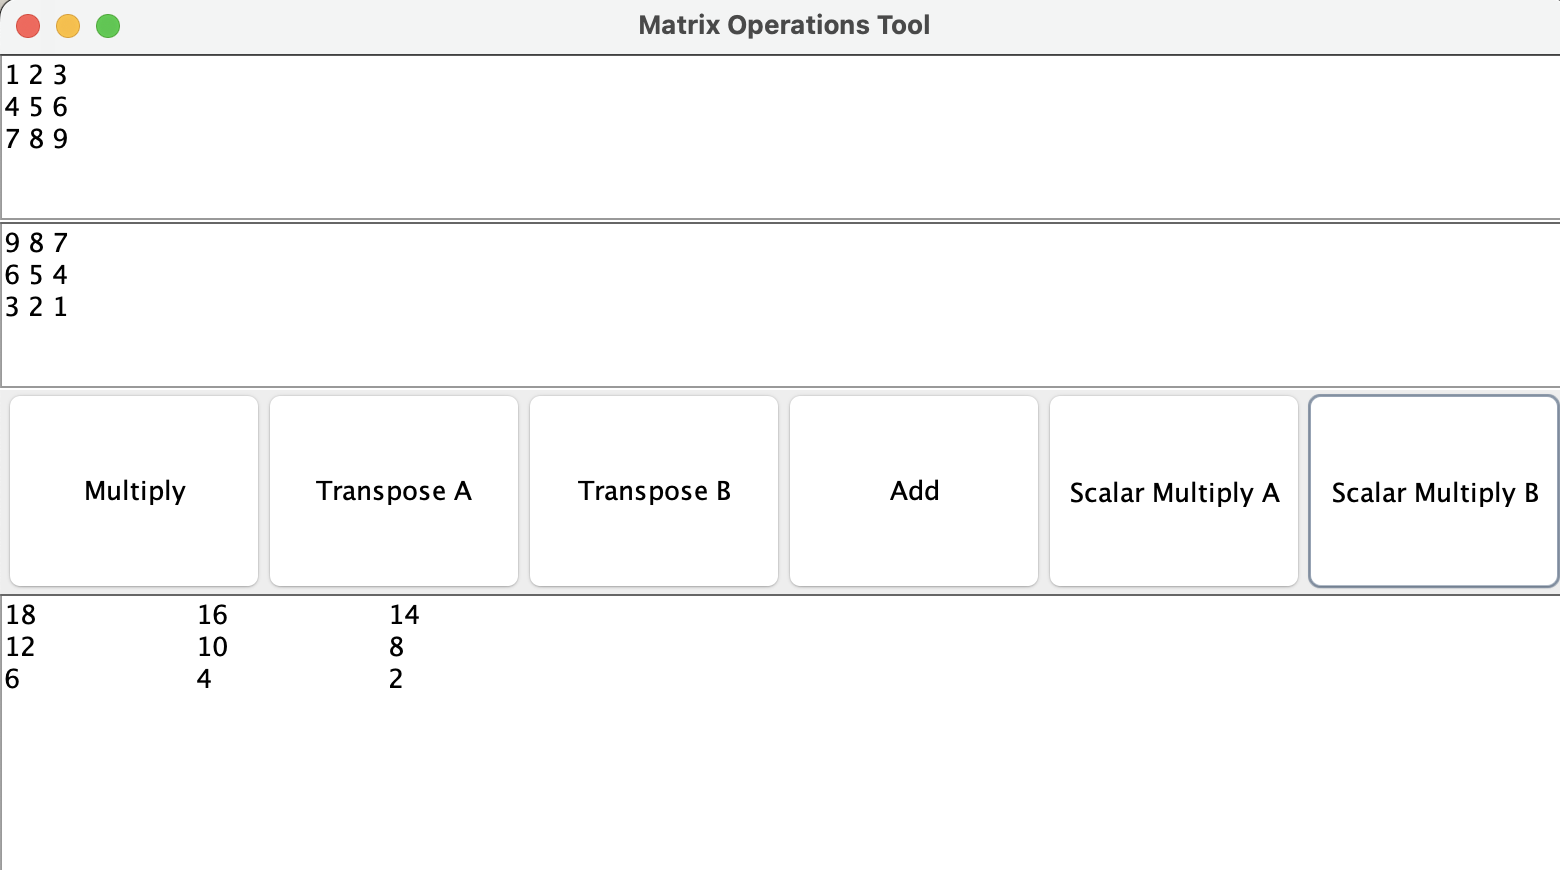 Matrix Operations Tool
1 2 3
4 5 6
7 8 9
9 8 7
6 5 4
3 2 1
Multiply Transpose A Transpose B Add Scalar Multiply A Scalar Multiply B
18 16 14
12 10 8
6 4 2